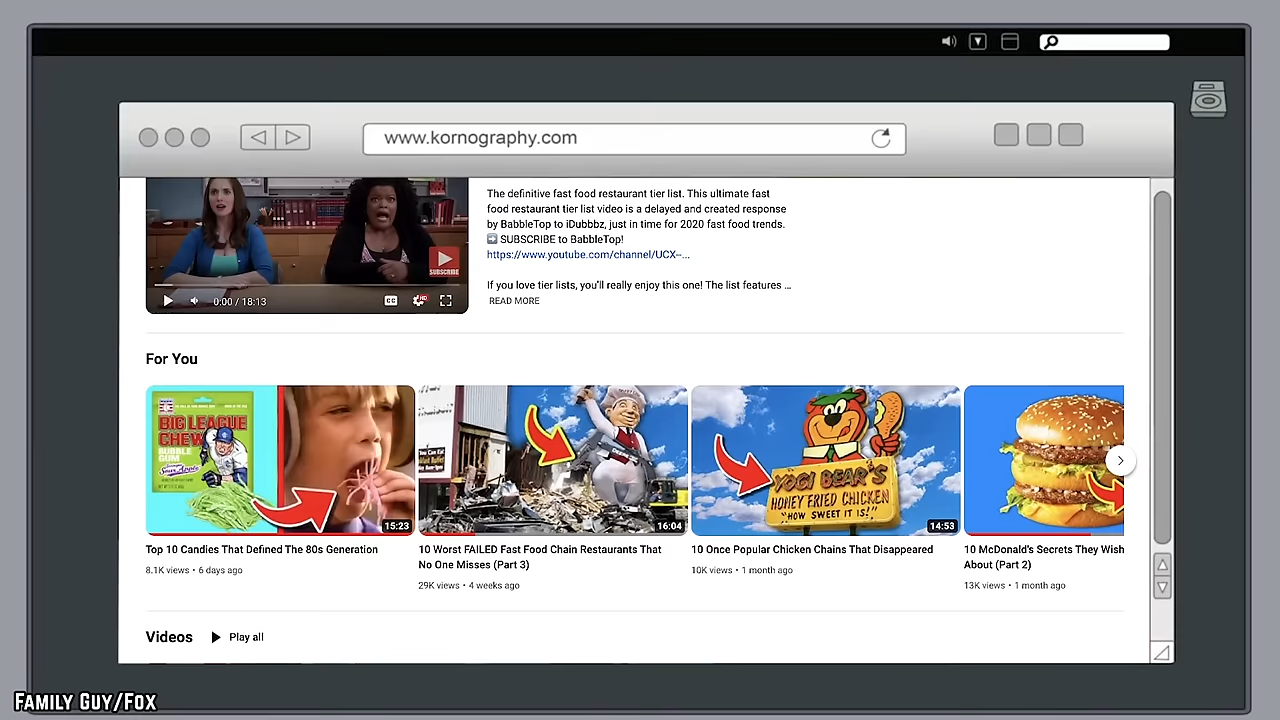 www.kornography.com
The definitive fast food restaurant tier list. This ultimate fast
food restaurant tier list video is a delayed and created response
by BabbleTop to iDubbbz, just in time for 2020 fast food trends.
➡️ SUBSCRIBE to BabbleTop!
https://www.youtube.com/channel/UCX--...
If you love tier lists, you'll really enjoy this one! The list features ...
READ MORE
SUBSCRIBE
0:00 / 18:13
CC
HD
For You
BIG LEAGUE
CHEW
BUBBLE
GUM
Sour Apple
15:23
You Can Eat
16:04
YOGI BEAR'S
HONEY FRIED CHICKEN
"HOW SWEET IT IS!"
14:53
Top 10 Candies That Defined The 80s Generation
8.1K views • 6 days ago
10 Worst FAILED Fast Food Chain Restaurants That
No One Misses (Part 3)
29K views • 4 weeks ago
10 Once Popular Chicken Chains That Disappeared
10K views • 1 month ago
10 McDonald's Secrets They Wish
About (Part 2)
13K views • 1 month ago
Videos
Play all
Family Guy/Fox